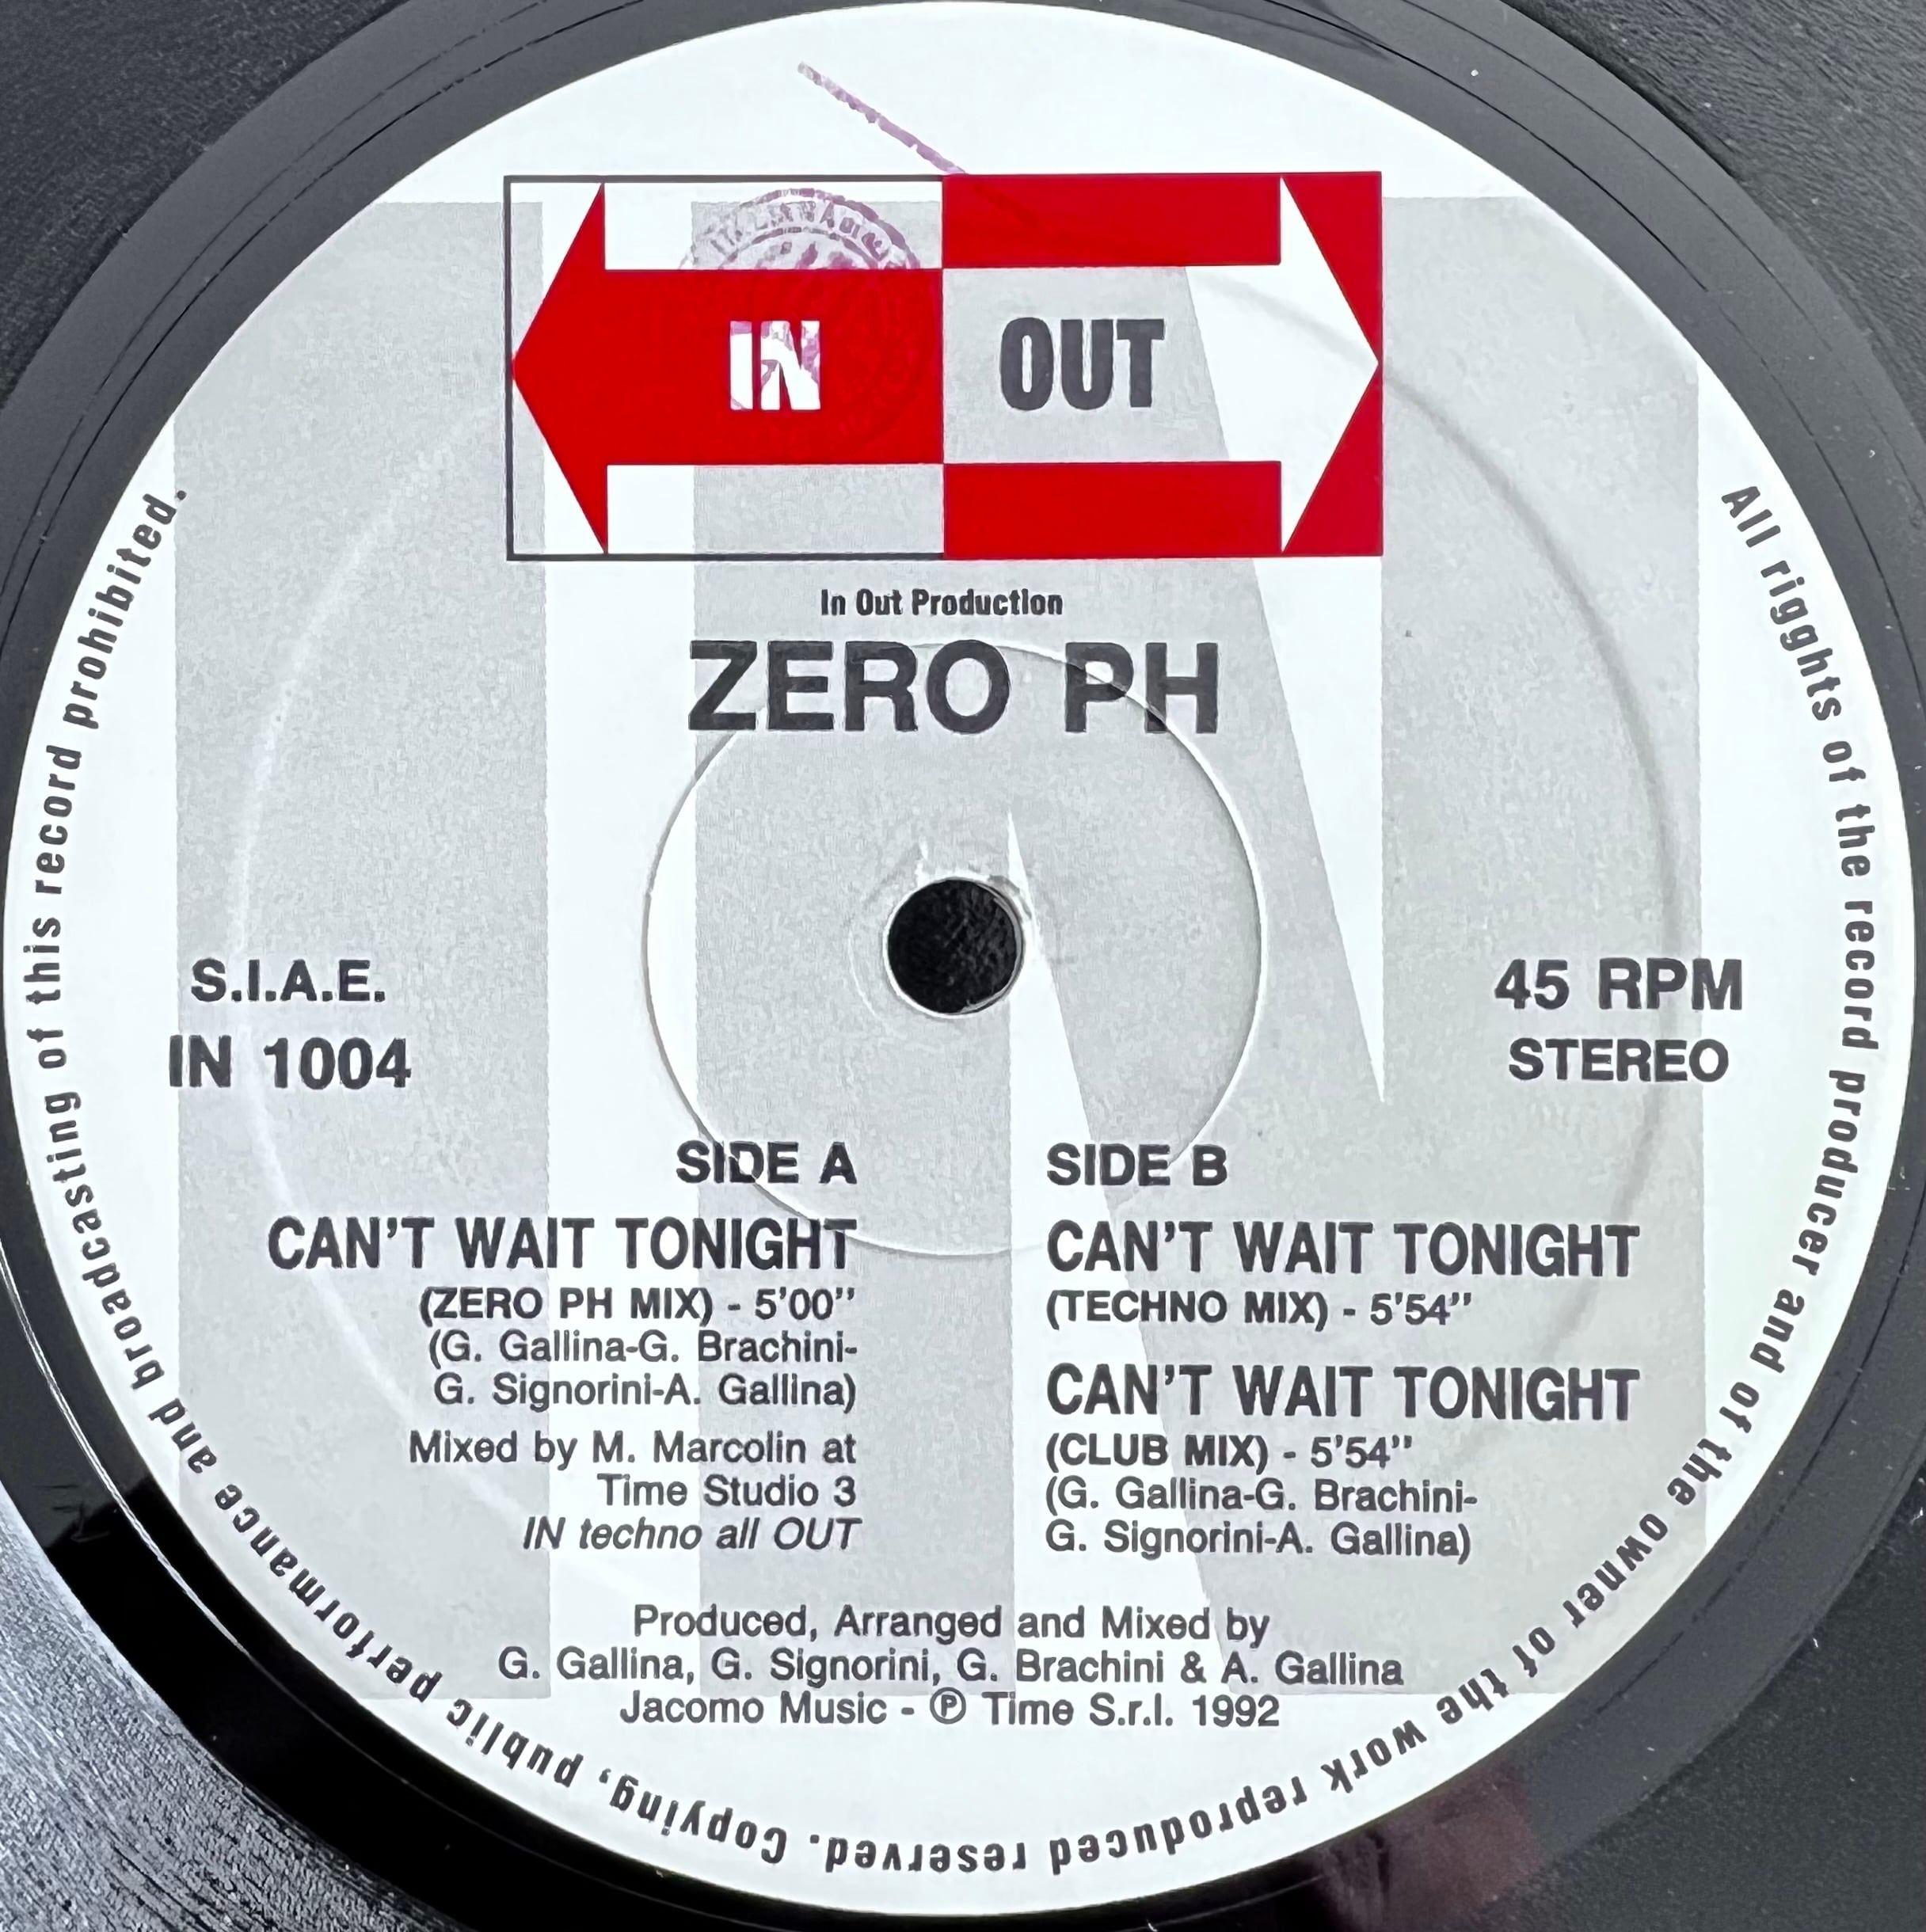 IN OUT
In Out Production
ZERO PH
S.I.A.E.
IN 1004
45 RPM
STEREO
SIDE A
CAN'T WAIT TONIGHT
(ZERO PH MIX) - 5'00"
(G. Gallina-G. Brachini-
G. Signorini-A. Gallina)
Mixed by M. Marcolin at
Time Studio 3
IN techno all OUT
SIDE B
CAN'T WAIT TONIGHT
(TECHNO MIX) - 5'54"
CAN'T WAIT TONIGHT
(CLUB MIX) - 5'54"
(G. Gallina-G. Brachini-
G. Signorini-A. Gallina)
Produced, Arranged and Mixed by
G. Gallina, G. Signorini, G. Brachini & A. Gallina
Jacomo Music - ℗ Time S.r.l. 1992
All rigghts of the record producer and of the owner of the work reproduced reserved. Copying, public performance and broadcasting of this record prohibited.